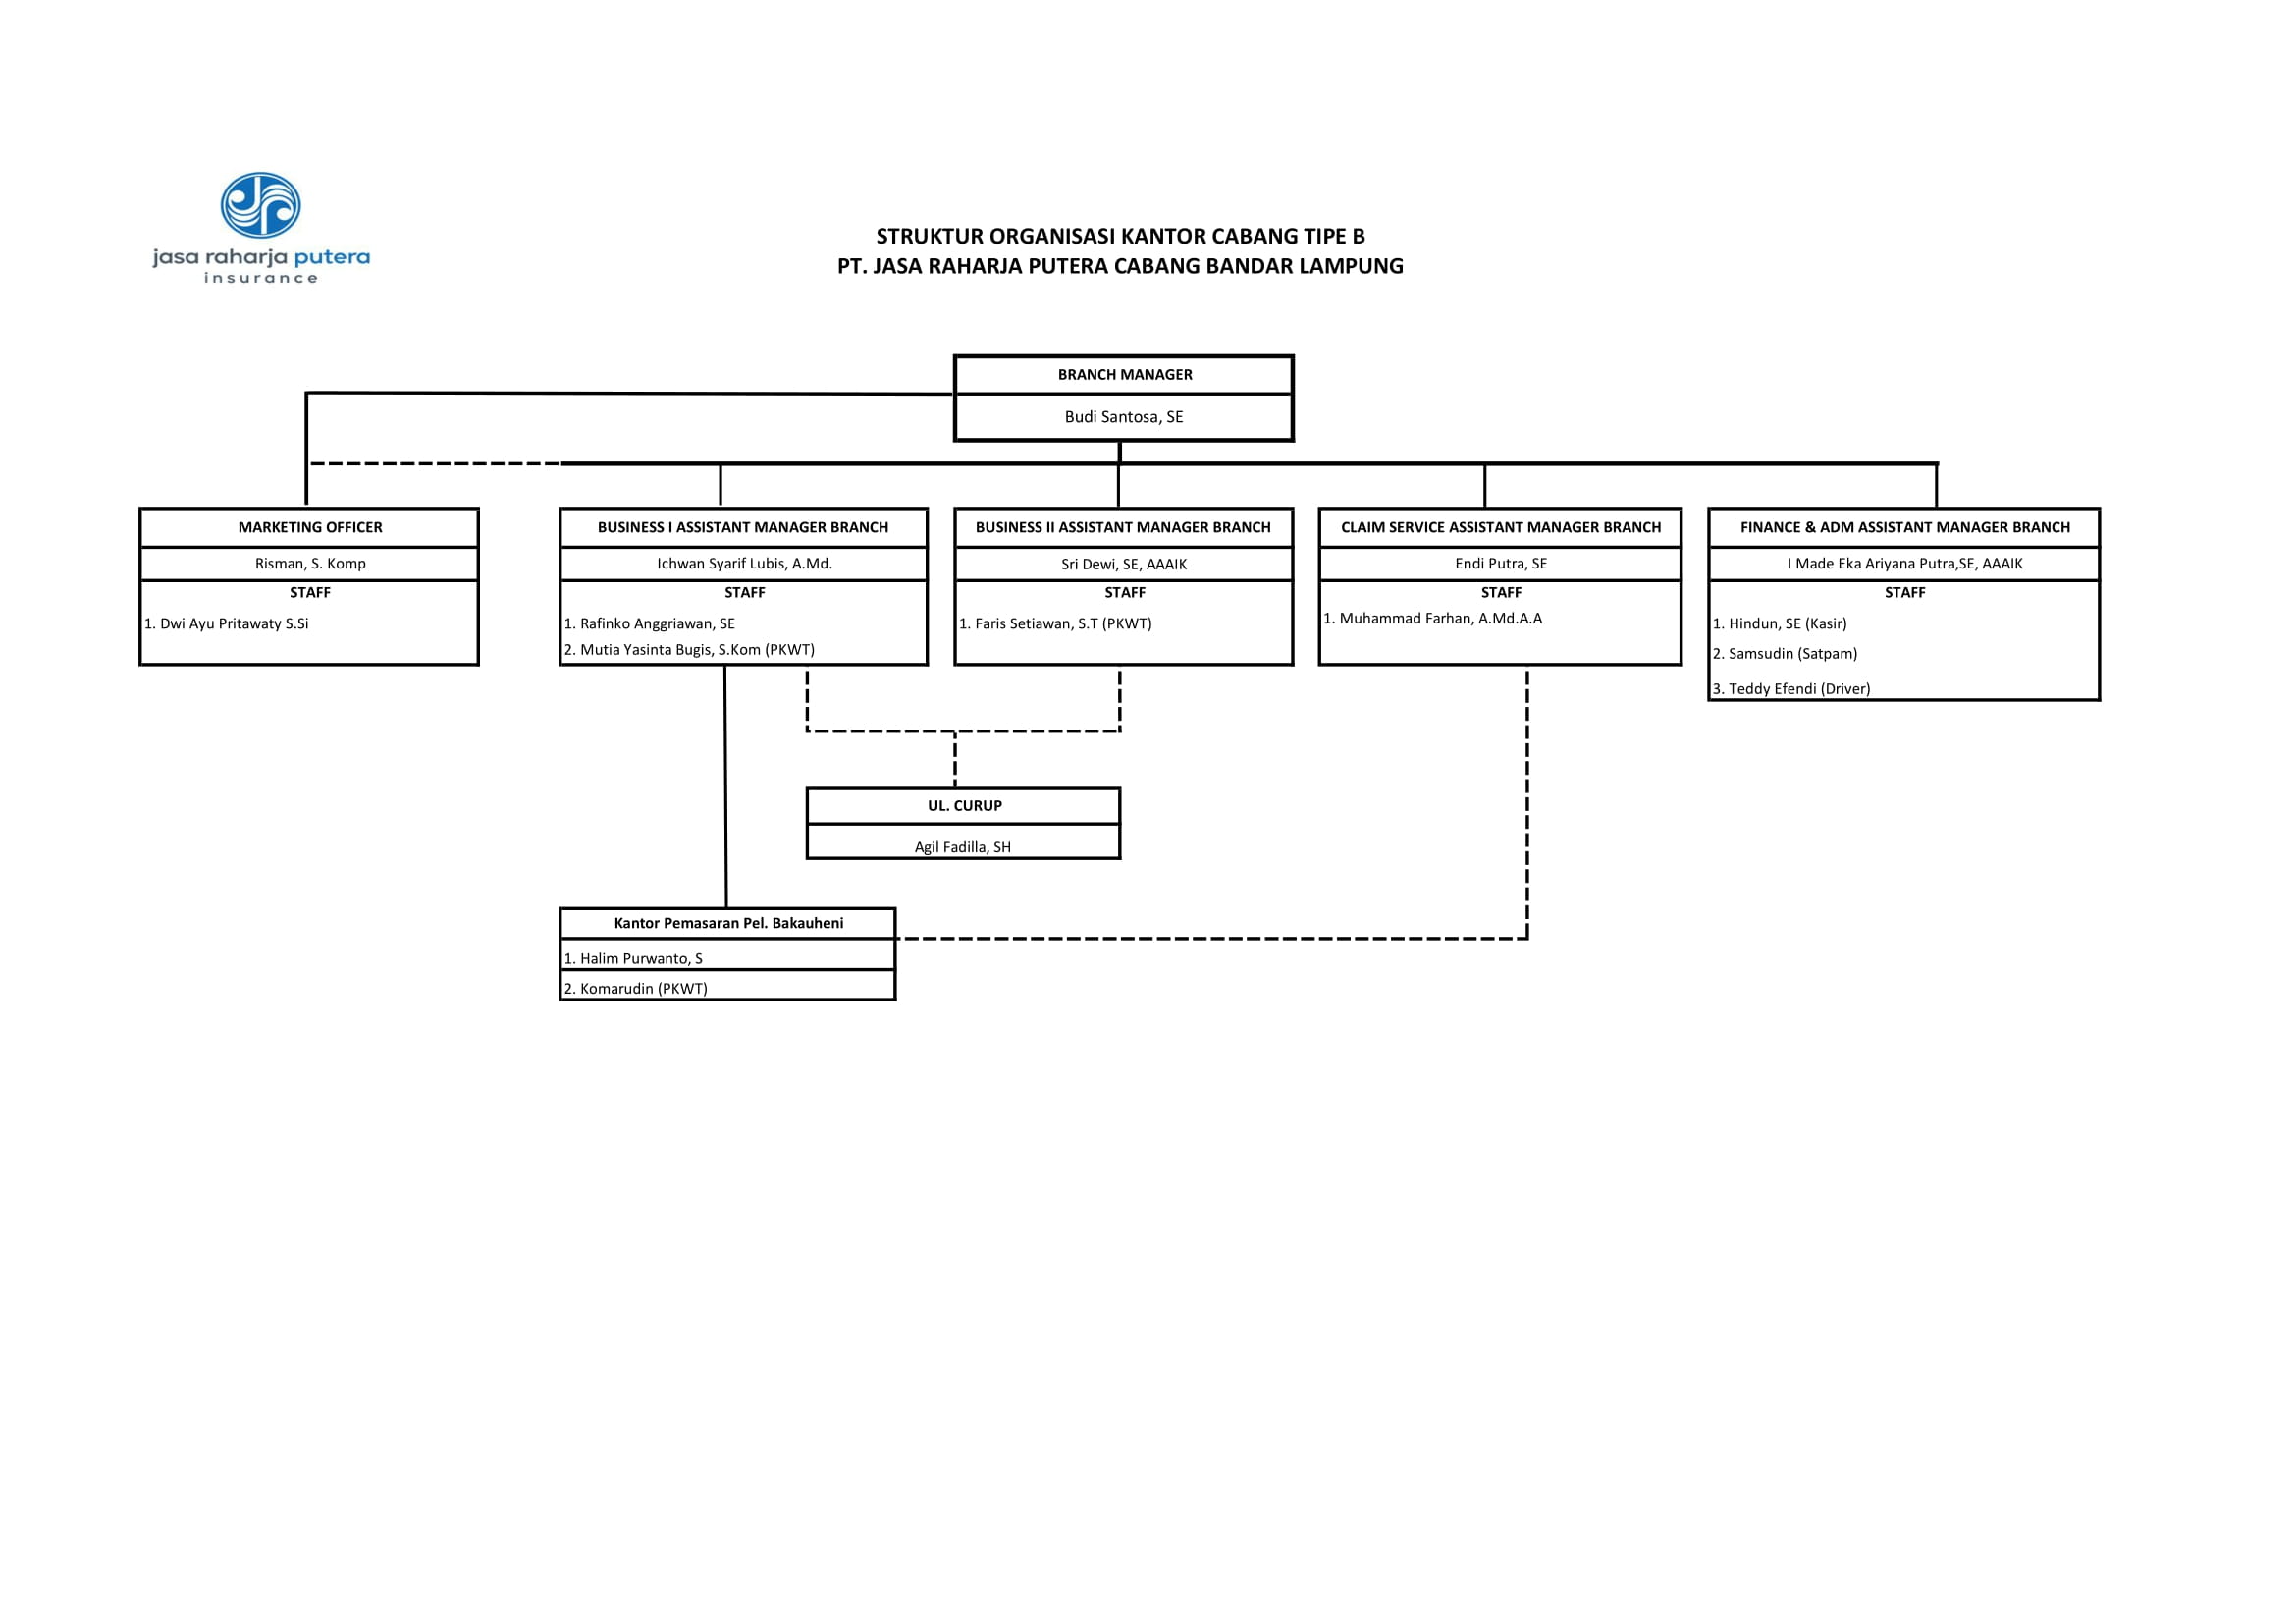 jasa raharja putera
insurance
STRUKTUR ORGANISASI KANTOR CABANG TIPE B
PT. JASA RAHARJA PUTERA CABANG BANDAR LAMPUNG
BRANCH MANAGER
Budi Santosa, SE
MARKETING OFFICER
Risman, S. Komp
STAFF
1. Dwi Ayu Pritawaty S.Si
BUSINESS I ASSISTANT MANAGER BRANCH
Ichwan Syarif Lubis, A.Md.
STAFF
1. Rafinko Anggriawan, SE
2. Mutia Yasinta Bugis, S.Kom (PKWT)
BUSINESS II ASSISTANT MANAGER BRANCH
Sri Dewi, SE, AAAIK
STAFF
1. Faris Setiawan, S.T (PKWT)
CLAIM SERVICE ASSISTANT MANAGER BRANCH
Endi Putra, SE
STAFF
1. Muhammad Farhan, A.Md.A.A
FINANCE & ADM ASSISTANT MANAGER BRANCH
I Made Eka Ariyana Putra,SE, AAAIK
STAFF
1. Hindun, SE (Kasir)
2. Samsudin (Satpam)
3. Teddy Efendi (Driver)
UL. CURUP
Agil Fadilla, SH
Kantor Pemasaran Pel. Bakauheni
1. Halim Purwanto, S
2. Komarudin (PKWT)